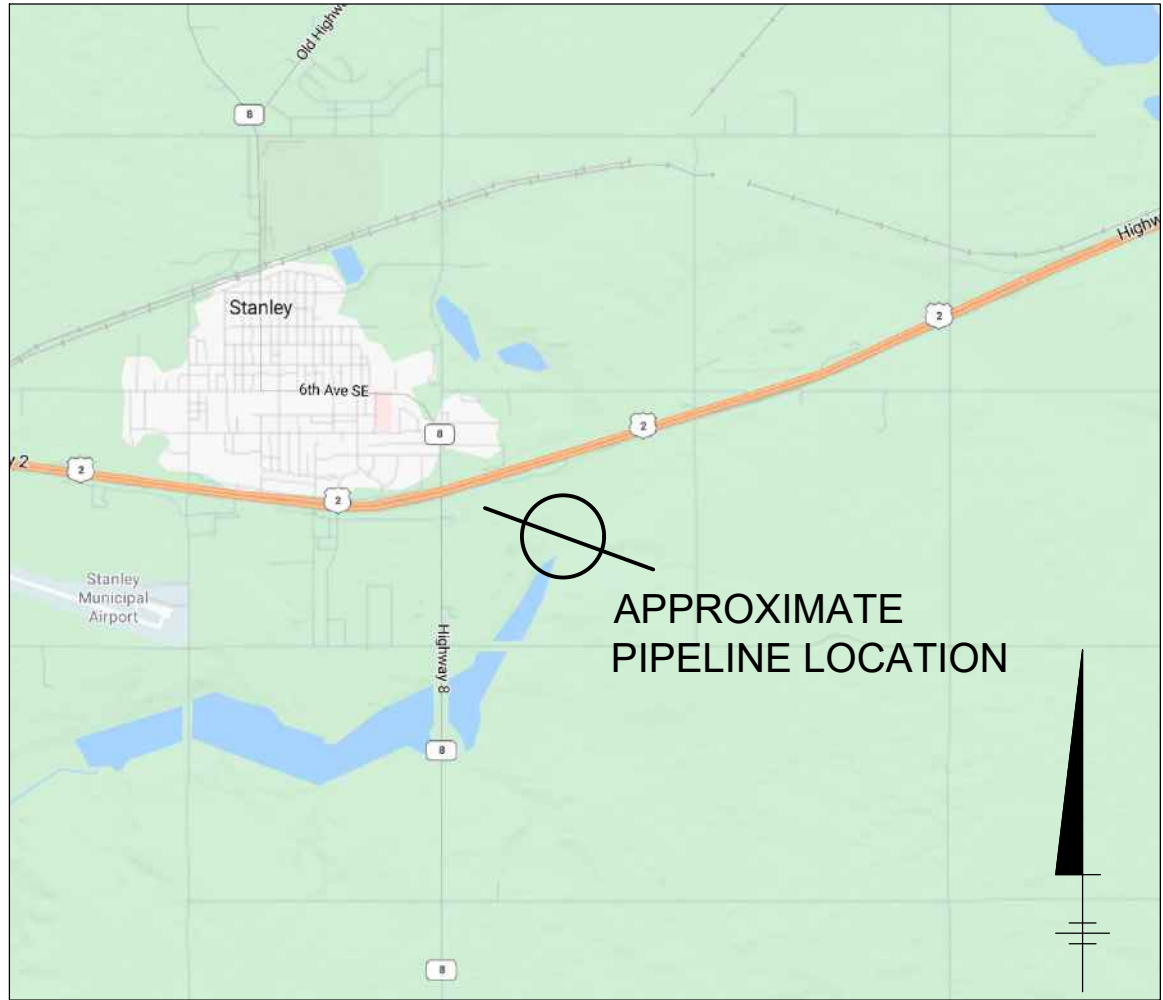 Old Highw
8
Highw
2
Stanley
6th Ave SE
2
8
y 2
2
2
Stanley
Municipal
Airport
APPROXIMATE
PIPELINE LOCATION
Highway 8
8
8